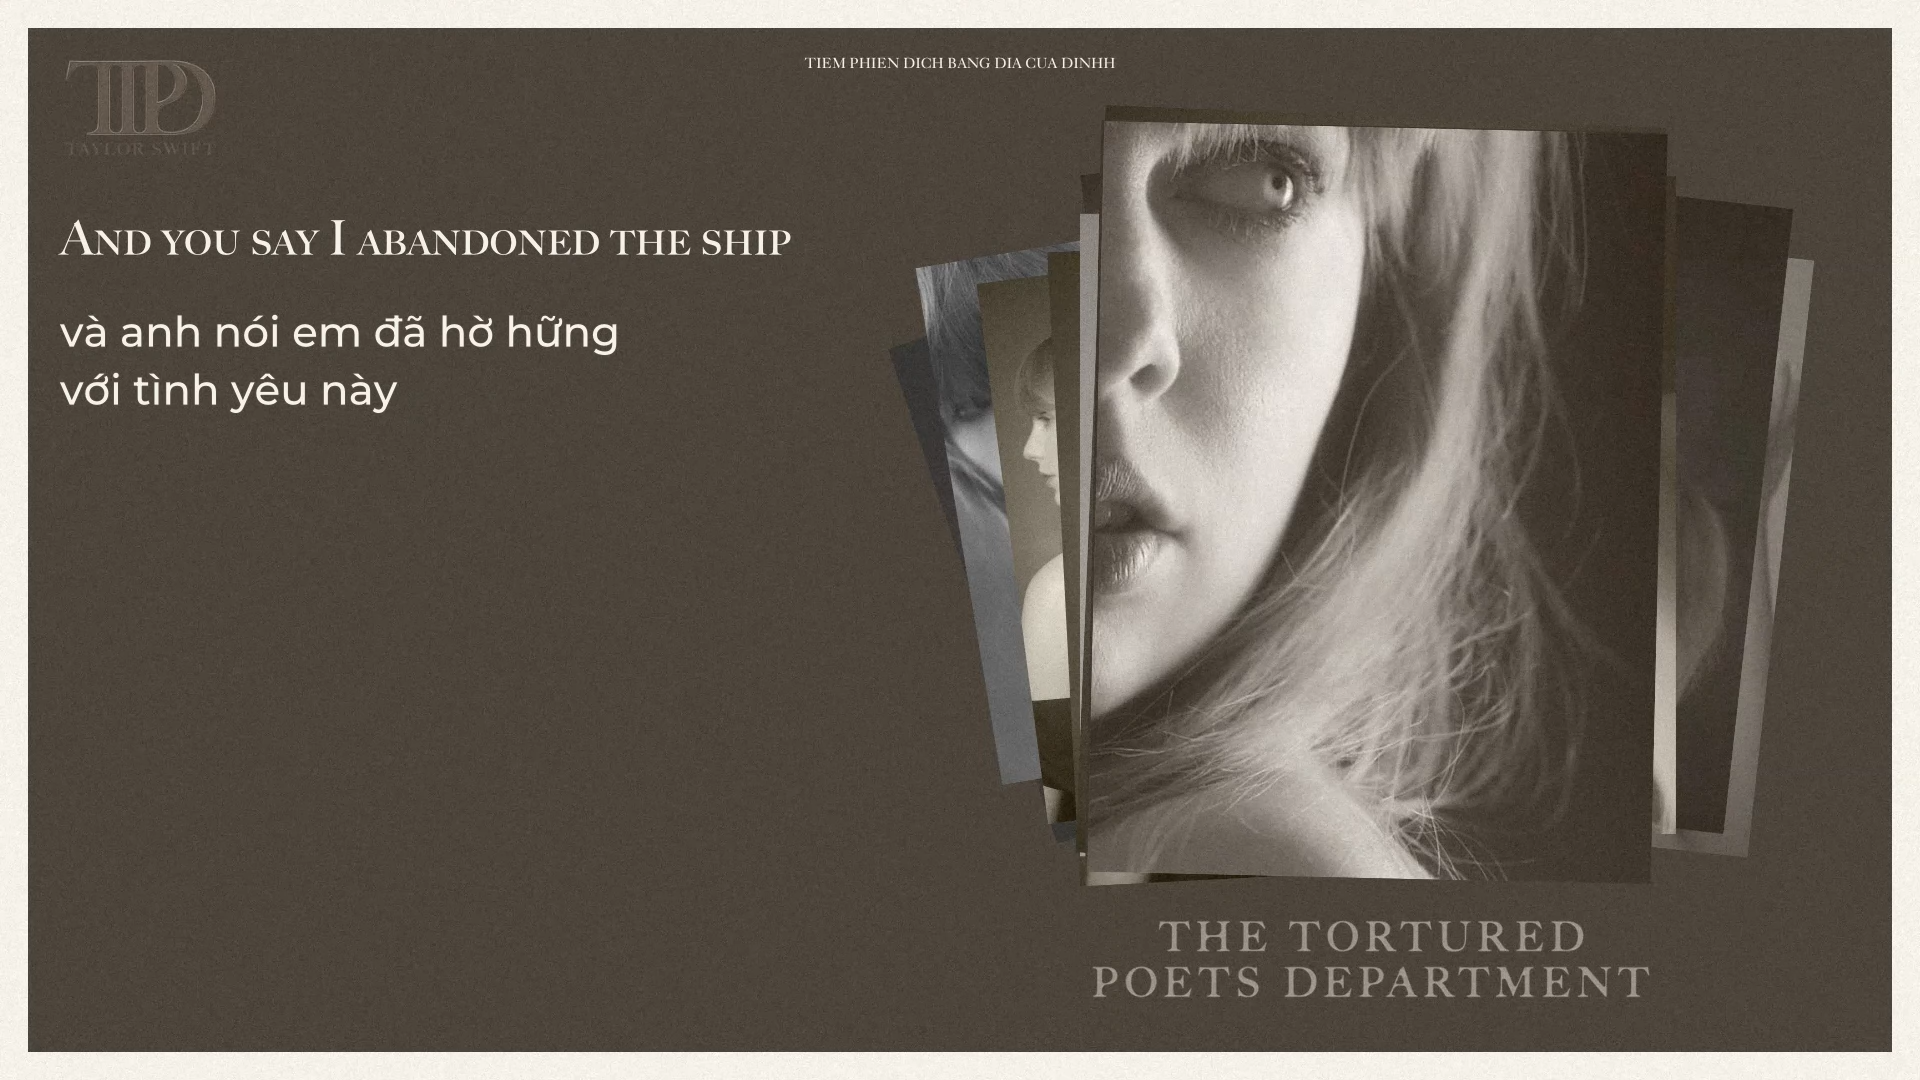 TIEM PHIEN DICH BANG DIA CUA DINHH
TTPD
TAYLOR SWIFT
AND YOU SAY I ABANDONED THE SHIP
và anh nói em đã hờ hững
với tình yêu này
THE TORTURED
POETS DEPARTMENT